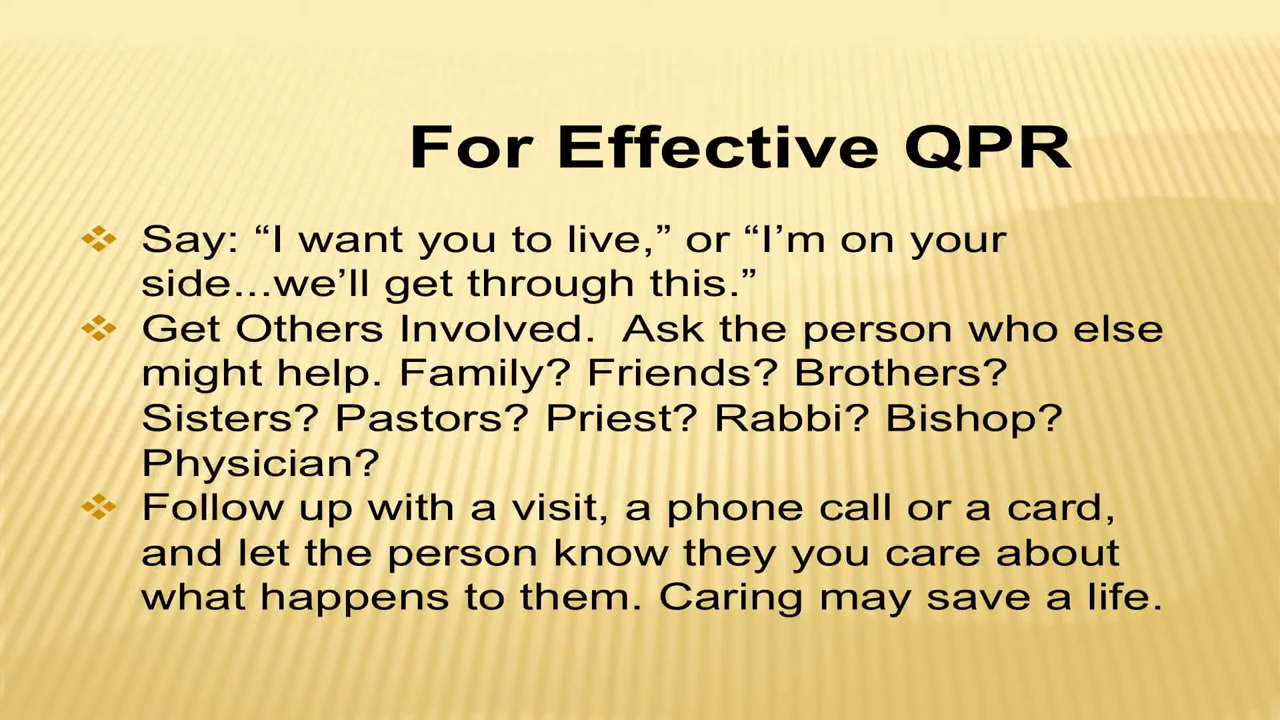 For Effective QPR
Say: “I want you to live,” or “I’m on your
side...we’ll get through this.”
Get Others Involved.  Ask the person who else
might help. Family? Friends? Brothers?
Sisters? Pastors? Priest? Rabbi? Bishop?
Physician?
Follow up with a visit, a phone call or a card,
and let the person know they you care about
what happens to them. Caring may save a life.